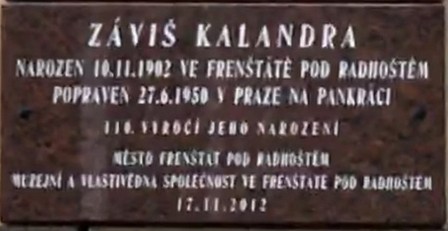 ZÁVIŠ KALANDRA
NAROZEN 10.11.1902 VE FRENŠTÁTĚ POD RADHOŠTĚM
POPRAVEN 27.6.1950 V PRAZE NA PANKRÁCI
110. VÝROČÍ JEHO NAROZENÍ
MĚSTO FRENŠTÁT POD RADHOŠTĚM
MUZEJNÍ A VLASTIVĚDNÁ SPOLEČNOST VE FRENŠTÁTĚ POD RADHOŠTĚM
17.11.2012